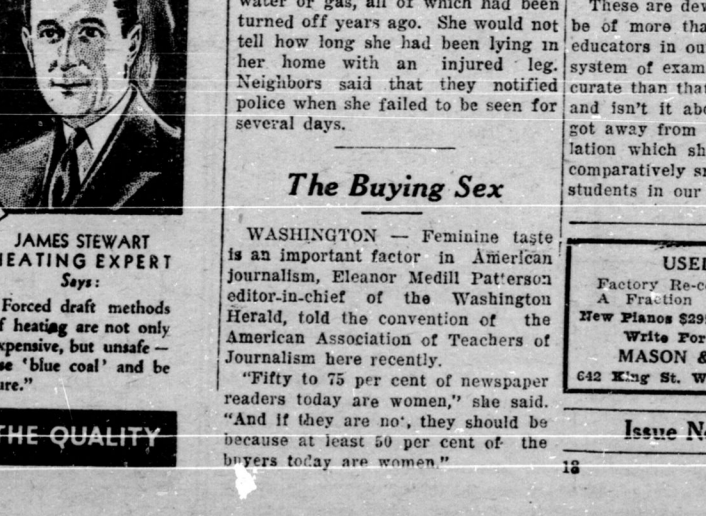 water or gas, all of which had been
turned off years ago. She would not
tell how long she had been lying in
her home with an injured leg.
Neighbors said that they notified
police when she failed to be seen for
several days.
The Buying Sex
WASHINGTON — Feminine taste
is an important factor in American
journalism, Eleanor Medill Patterson
editor-in-chief of the Washington
Herald, told the convention of the
American Association of Teachers of
Journalism here recently.
"Fifty to 75 per cent of newspaper
readers today are women," she said.
"And if they are not, they should be
because at least 50 per cent of the
buyers today are women."
JAMES STEWART
HEATING EXPERT
Says:
Forced draft methods
f heating are not only
xpensive, but unsafe —
se 'blue coal' and be
ure."
THE QUALITY
These are dev
be of more tha
educators in ou
system of exam
curate than that
and isn't it abo
got away from
lation which sh
comparatively sm
students in our
USE
Factory Re-c
A Fraction
New Pianos $29
Write For
MASON &
642 King St. W
Issue N
18